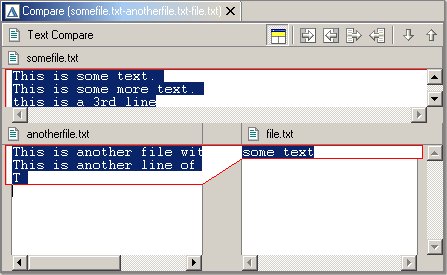 Compare (somefile.txt-anotherfile.txt-file.txt)
Text Compare
somefile.txt
This is some text.
This is some more text.
this is a 3rd line
anotherfile.txt
file.txt
This is another file wit
This is another line of
T
some text